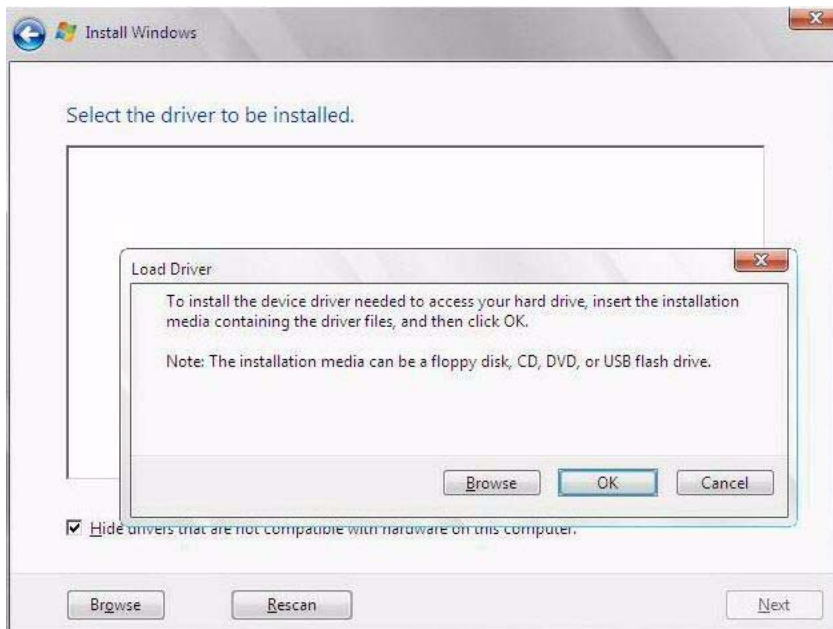 Install Windows
Select the driver to be installed.
Load Driver
To install the device driver needed to access your hard drive, insert the installation
media containing the driver files, and then click OK.
Note: The installation media can be a floppy disk, CD, DVD, or USB flash drive.
Browse OK Cancel
Hide drivers that are not compatible with hardware on this computer.
Browse Rescan Next